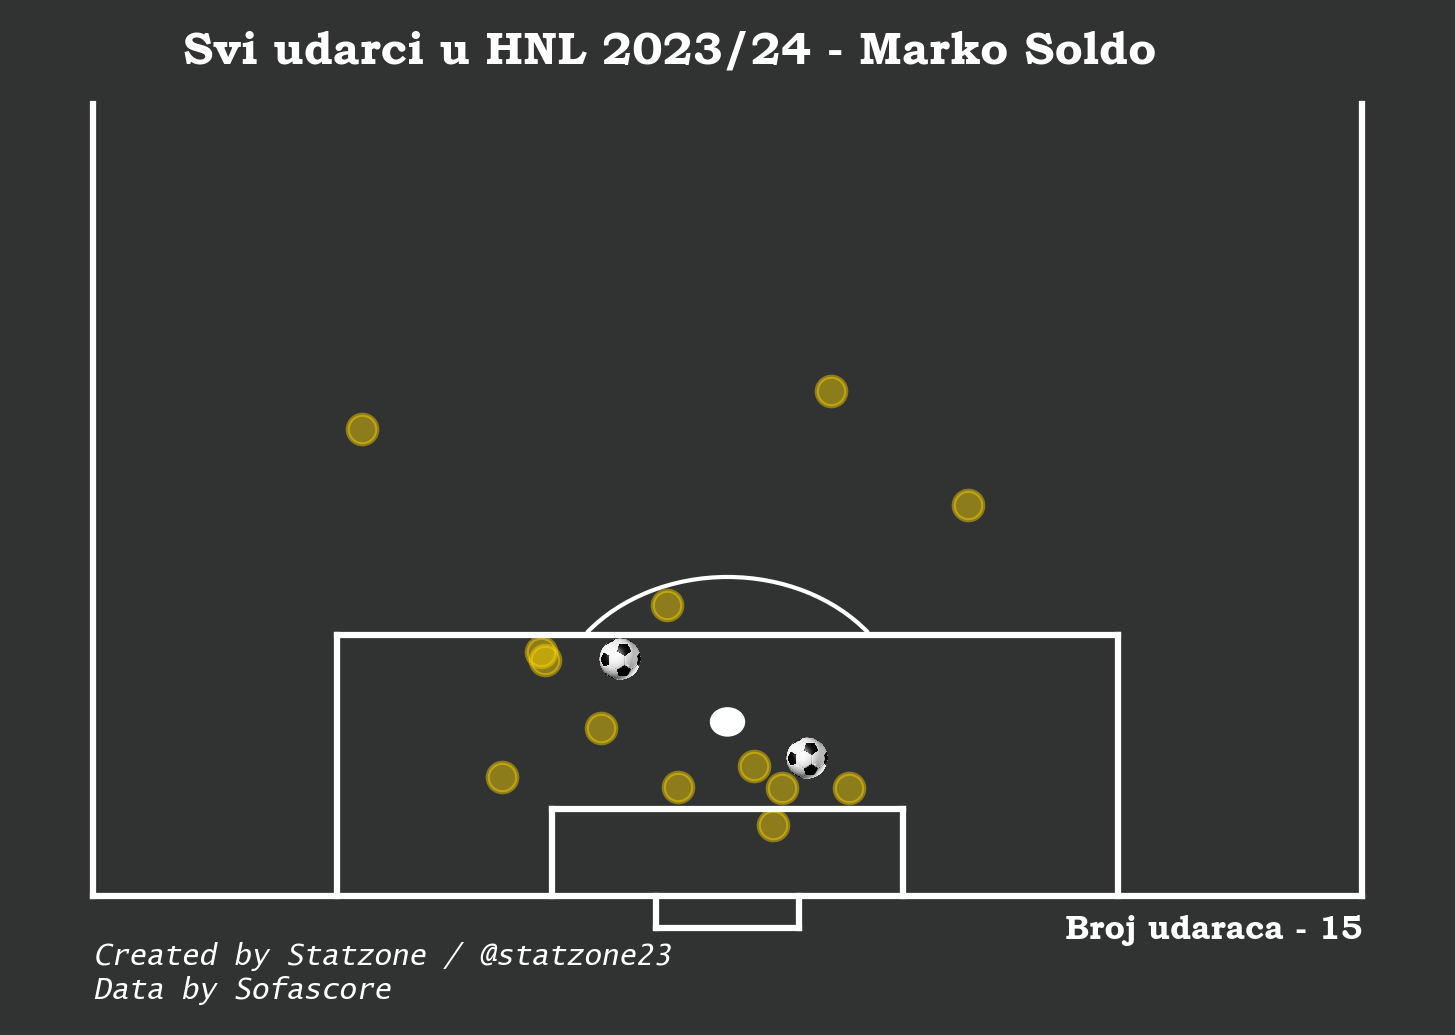 Svi udarci u HNL 2023/24 - Marko Soldo
Broj udaraca - 15
Created by Statzone / @statzone23
Data by Sofascore